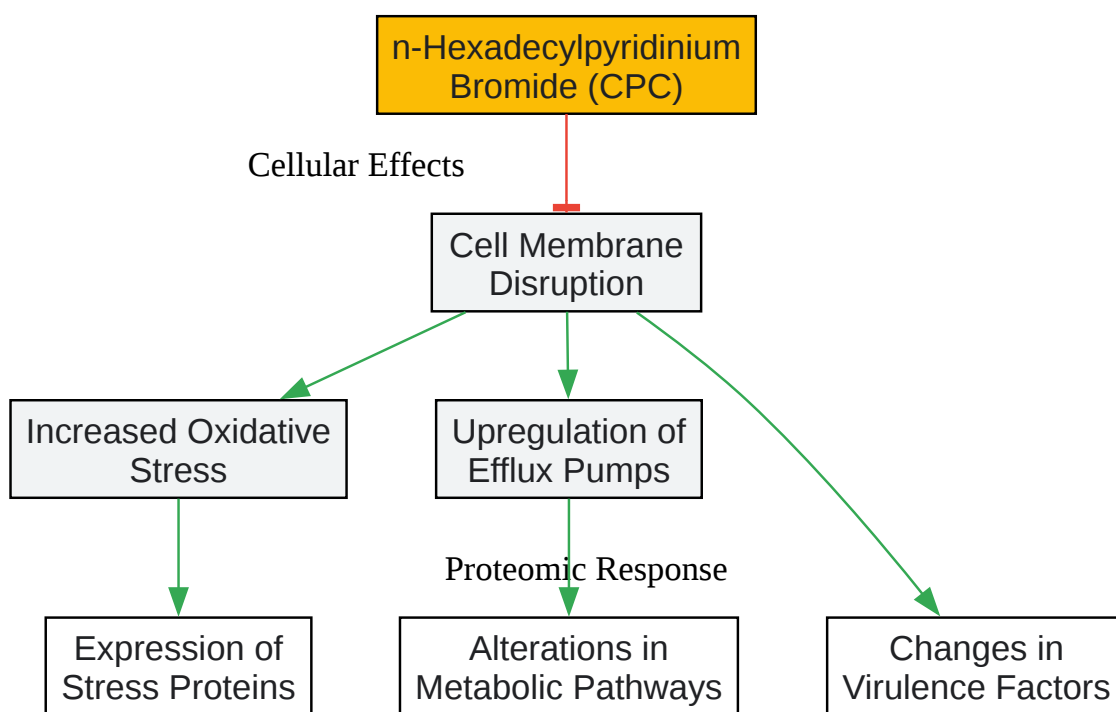 n-Hexadecylpyridinium
Bromide (CPC)
Cellular Effects
Cell Membrane
Disruption
Increased Oxidative
Stress
Upregulation of
Efflux Pumps
Proteomic Response
Expression of
Stress Proteins
Alterations in
Metabolic Pathways
Changes in
Virulence Factors